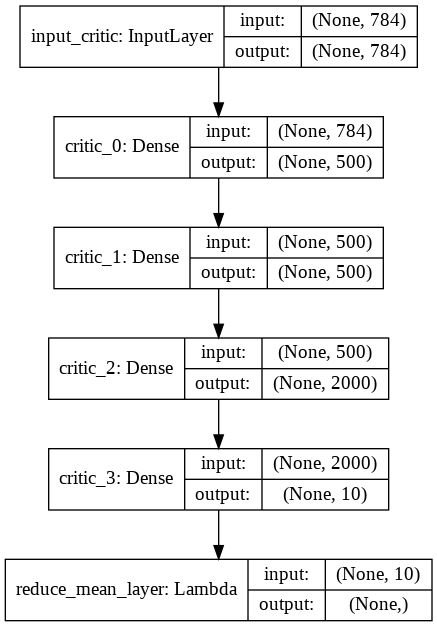 input_critic: InputLayer
input: (None, 784)
output: (None, 784)
critic_0: Dense
input: (None, 784)
output: (None, 500)
critic_1: Dense
input: (None, 500)
output: (None, 500)
critic_2: Dense
input: (None, 500)
output: (None, 2000)
critic_3: Dense
input: (None, 2000)
output: (None, 10)
reduce_mean_layer: Lambda
input: (None, 10)
output: (None,)